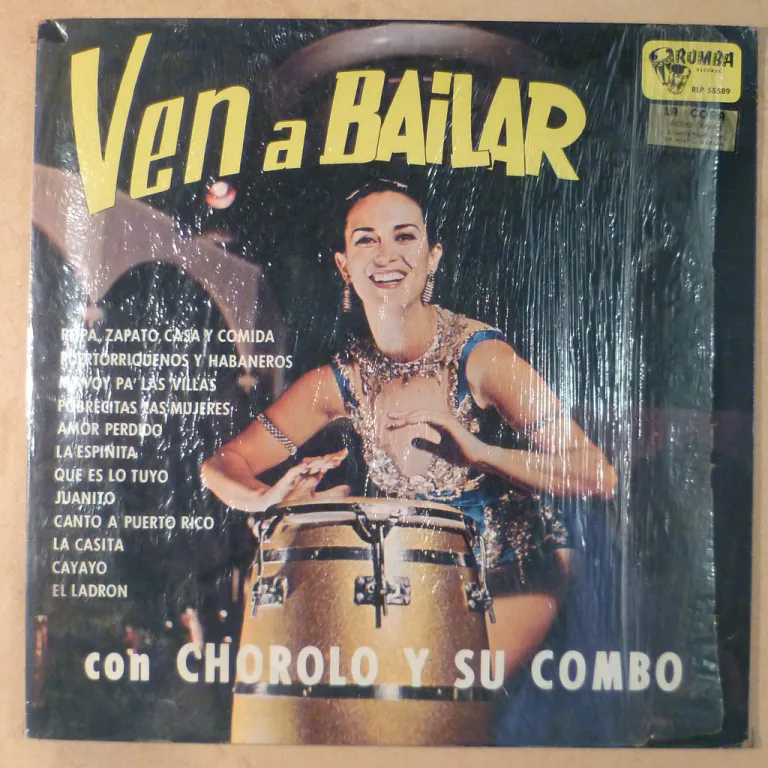 Ven a BAiLAR
RUMBA
RECORDS
RLP 55589
ROPA, ZAPATO, CASA Y COMIDA
PUERTORRIQUEÑOS Y HABANEROS
ME VOY PA' LAS VILLAS
POBRECITAS LAS MUJERES
AMOR PERDIDO
LA ESPINITA
QUE ES LO TUYO
JUANITO
CANTO A PUERTO RICO
LA CASITA
CAYAYO
EL LADRON
con CHOROLO Y SU COMBO